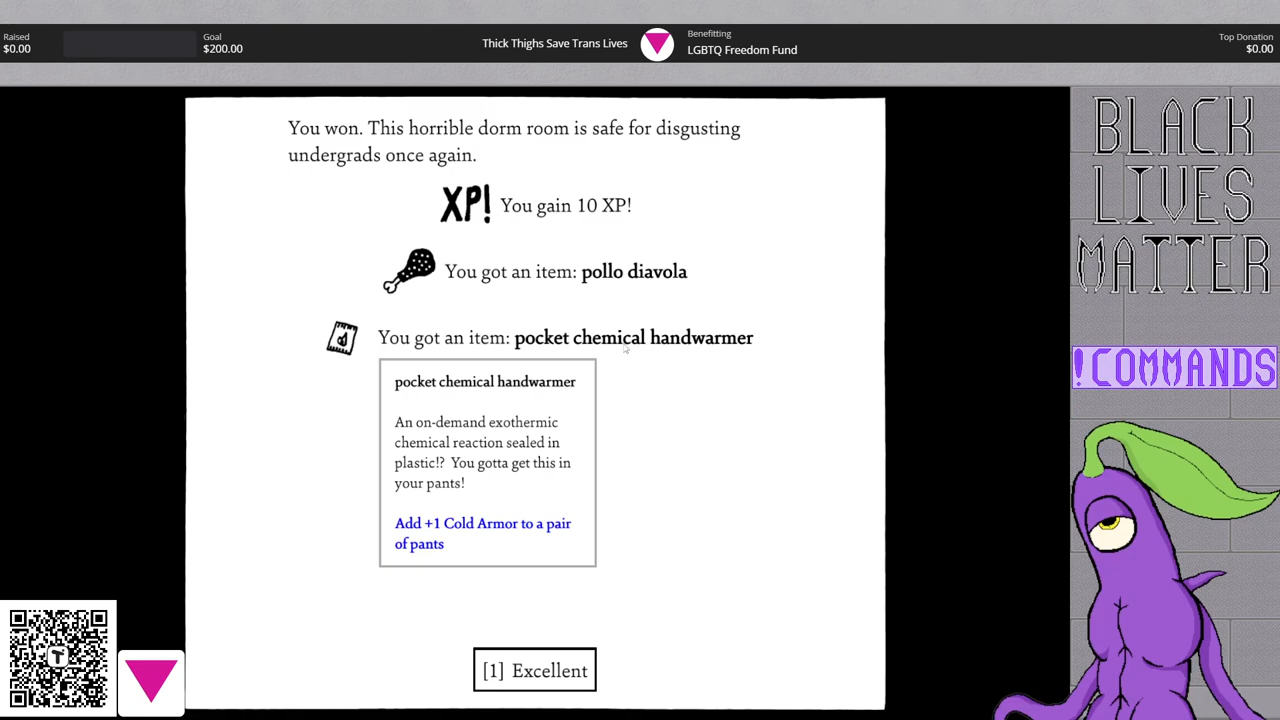 Raised
$0.00
Goal
$200.00
Thick Thighs Save Trans Lives
Benefitting
LGBTQ Freedom Fund
Top Donation
$0.00
You won. This horrible dorm room is safe for disgusting
undergrads once again.
XP! You gain 10 XP!
You got an item: pollo diavola
You got an item: pocket chemical handwarmer
pocket chemical handwarmer
An on-demand exothermic
chemical reaction sealed in
plastic!? You gotta get this in
your pants!
Add +1 Cold Armor to a pair
of pants
[1] Excellent
BLACK
LIVES
MATTER
!COMMANDS
T